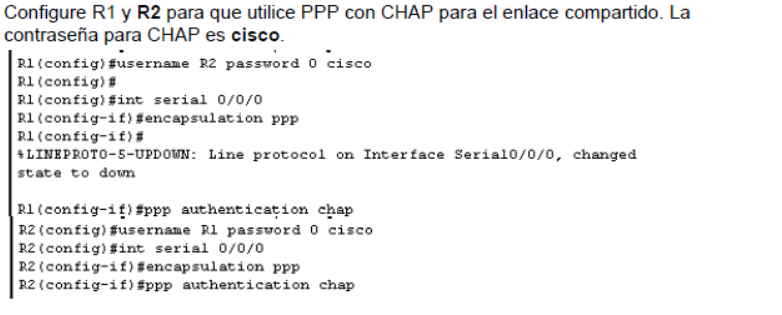 Configure R1 y R2 para que utilice PPP con CHAP para el enlace compartido. La
contraseña para CHAP es cisco.
R1(config)#username R2 password 0 cisco
R1(config)#
R1(config)#int serial 0/0/0
R1(config-if)#encapsulation ppp
R1(config-if)#
%LINEPROTO-5-UPDOWN: Line protocol on Interface Serial0/0/0, changed
state to down
R1(config-if)#ppp authentication chap
R2(config)#username R1 password 0 cisco
R2(config)#int serial 0/0/0
R2(config-if)#encapsulation ppp
R2(config-if)#ppp authentication chap